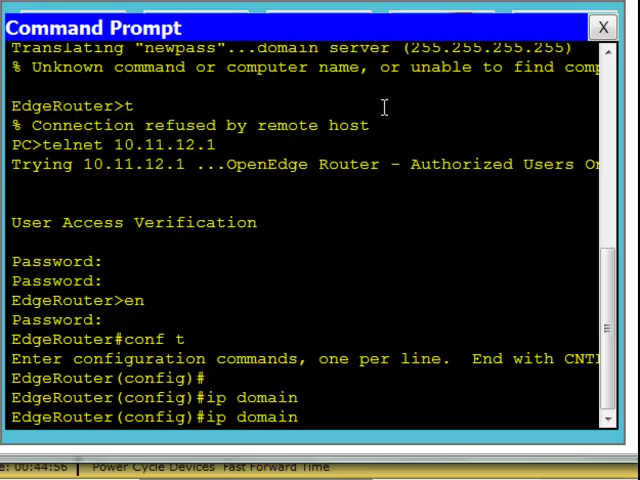 Command Prompt
X
Translating "newpass"...domain server (255.255.255.255)
% Unknown command or computer name, or unable to find comp
EdgeRouter>t
% Connection refused by remote host
PC>telnet 10.11.12.1
Trying 10.11.12.1 ...OpenEdge Router - Authorized Users On
User Access Verification
Password:
Password:
EdgeRouter>en
Password:
EdgeRouter#conf t
Enter configuration commands, one per line.  End with CNTL
EdgeRouter(config)#
EdgeRouter(config)#ip domain
EdgeRouter(config)#ip domain
e: 00:44:56 Power Cycle Devices Fast Forward Time